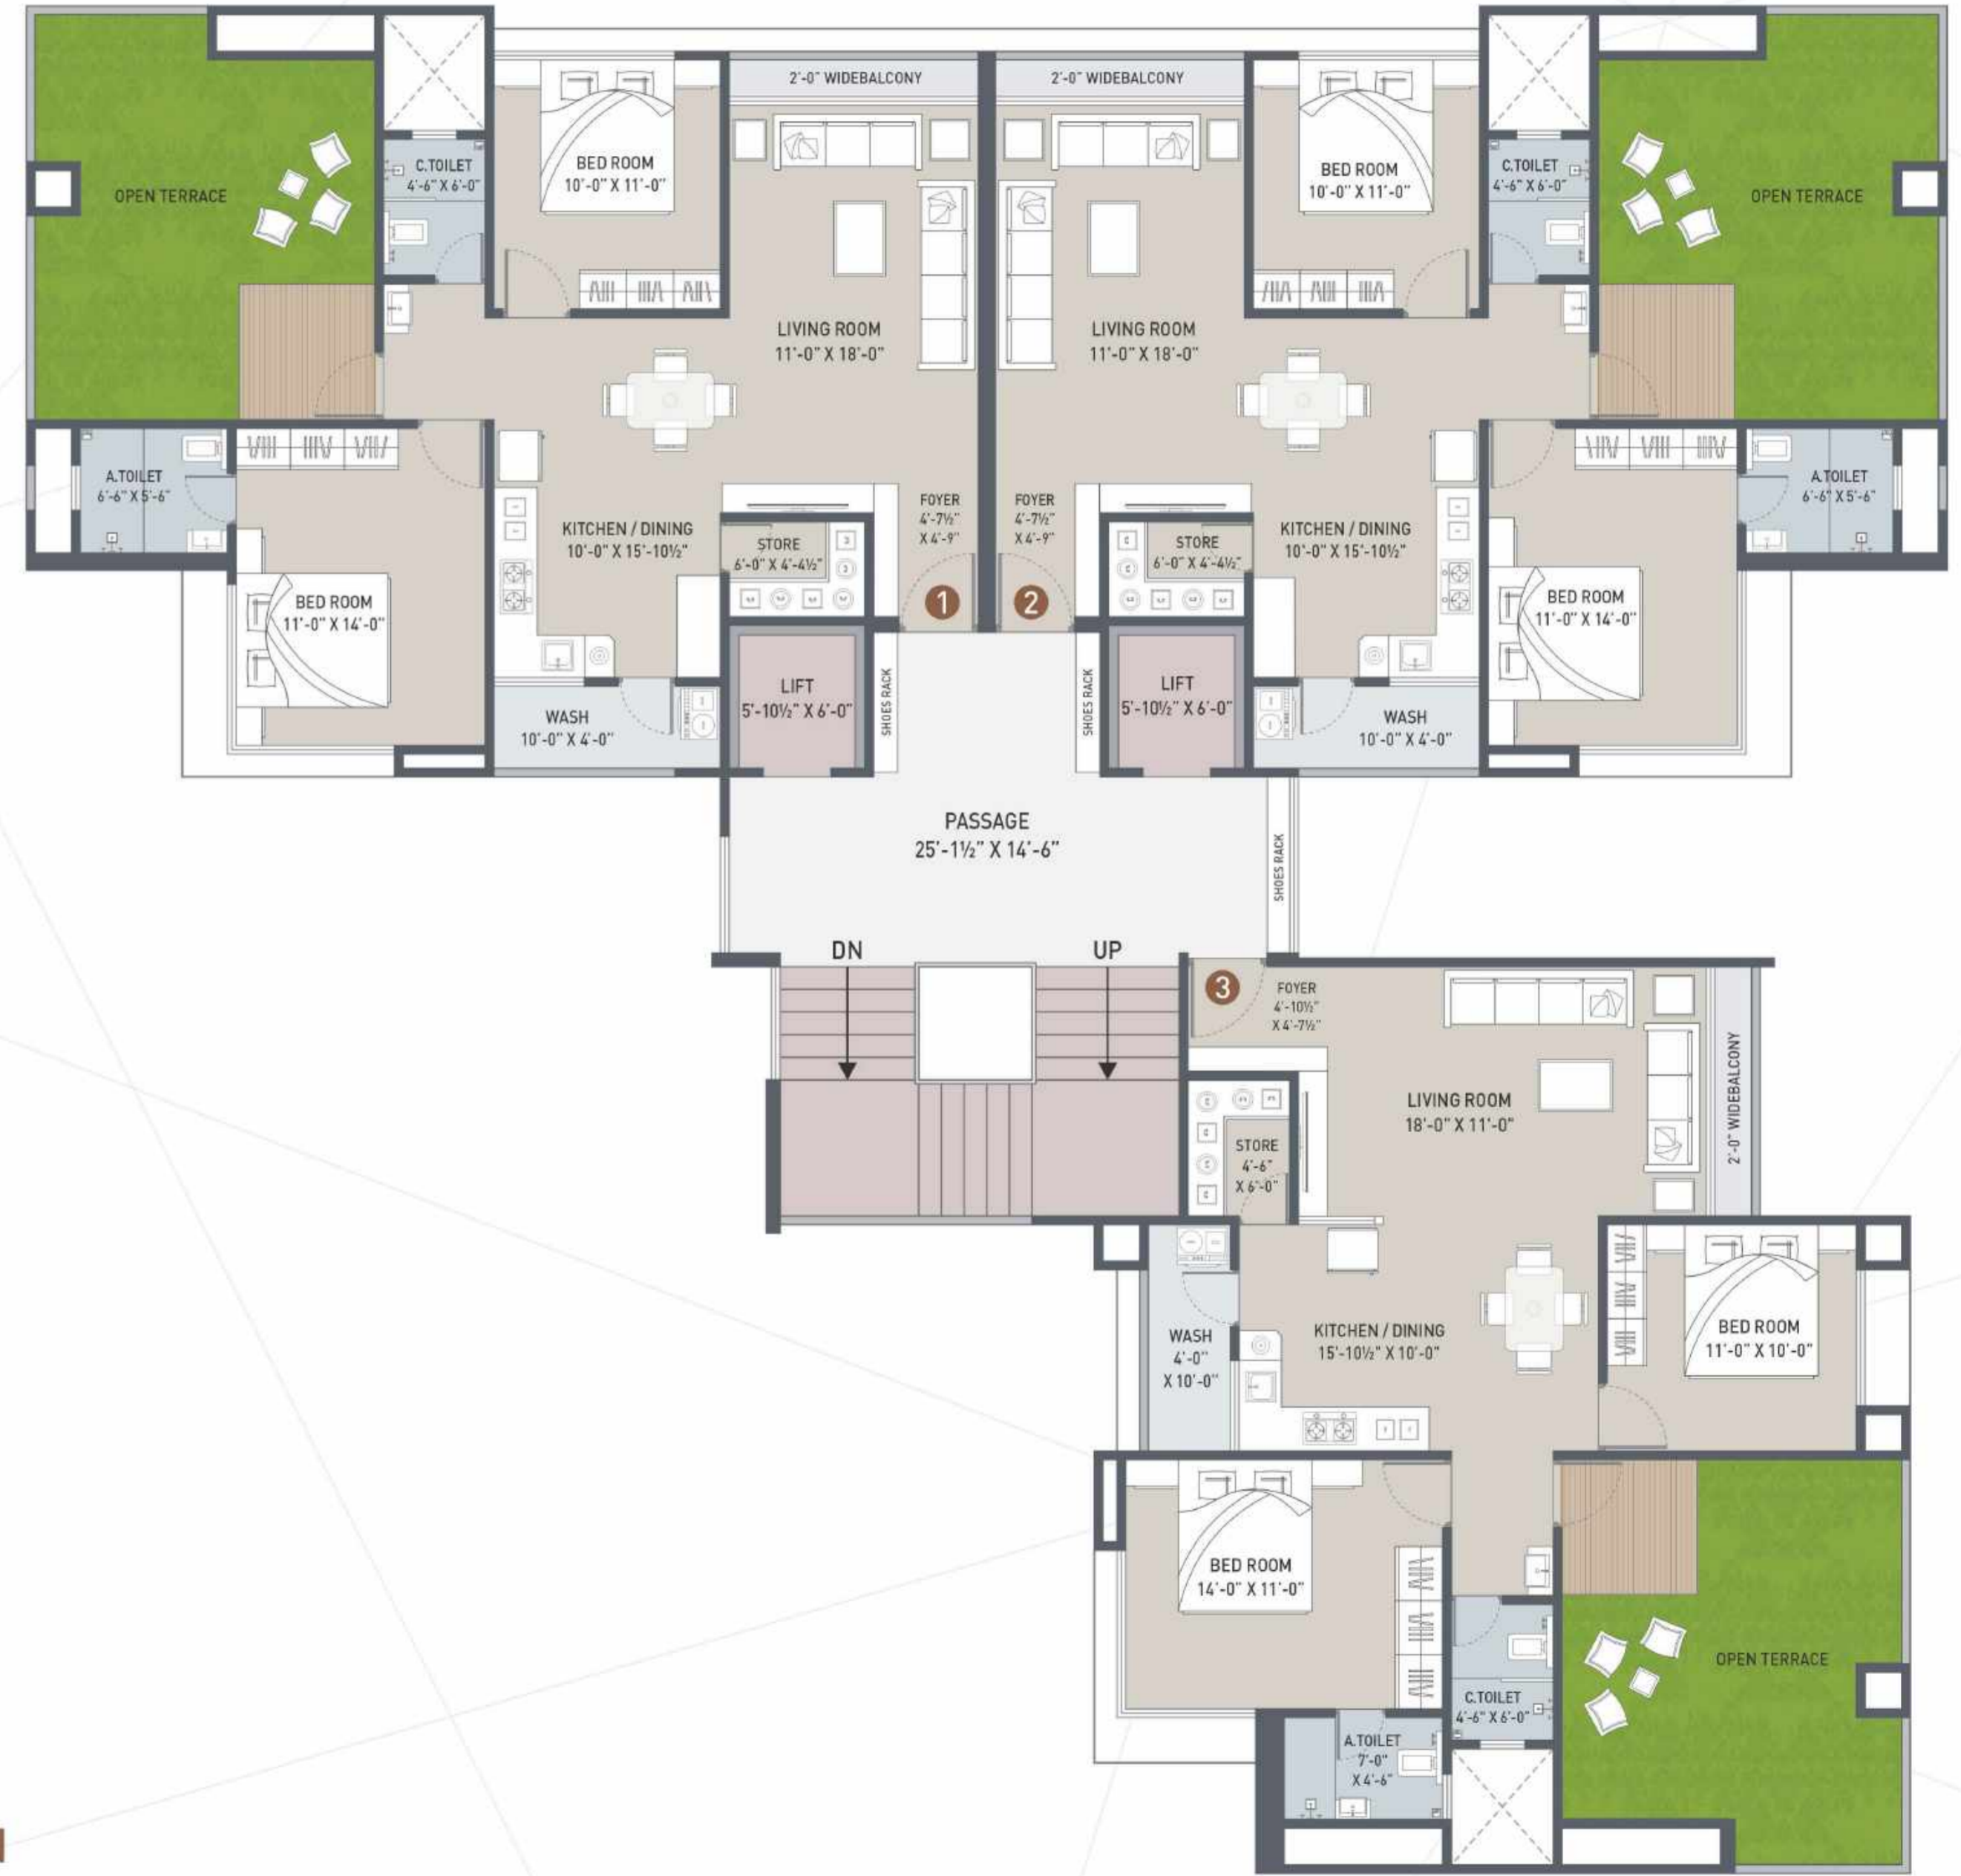 2'-0" WIDEBALCONY
2'-0" WIDEBALCONY
OPEN TERRACE
C.TOILET
4'-6" X 6'-0"
BED ROOM
10'-0" X 11'-0"
LIVING ROOM
11'-0" X 18'-0"
LIVING ROOM
11'-0" X 18'-0"
BED ROOM
10'-0" X 11'-0"
C.TOILET
4'-6" X 6'-0"
OPEN TERRACE
A.TOILET
6'-6" X 5'-6"
BED ROOM
11'-0" X 14'-0"
KITCHEN / DINING
10'-0" X 15'-10½"
STORE
6'-0" X 4'-4½"
FOYER
4'-7½"
X 4'-9"
1
FOYER
4'-7½"
X 4'-9"
2
STORE
6'-0" X 4'-4½"
KITCHEN / DINING
10'-0" X 15'-10½"
BED ROOM
11'-0" X 14'-0"
A.TOILET
6'-6" X 5'-6"
WASH
10'-0" X 4'-0"
LIFT
5'-10½" X 6'-0"
SHOES RACK
SHOES RACK
LIFT
5'-10½" X 6'-0"
WASH
10'-0" X 4'-0"
PASSAGE
25'-1½" X 14'-6"
SHOES RACK
DN
UP
3
FOYER
4'-10½"
X 4'-7½"
LIVING ROOM
18'-0" X 11'-0"
2'-0" WIDEBALCONY
STORE
4'-6"
X 6'-0"
WASH
4'-0"
X 10'-0"
KITCHEN / DINING
15'-10½" X 10'-0"
BED ROOM
11'-0" X 10'-0"
BED ROOM
14'-0" X 11'-0"
OPEN TERRACE
C.TOILET
4'-6" X 6'-0"
A.TOILET
7'-0"
X 4'-6"